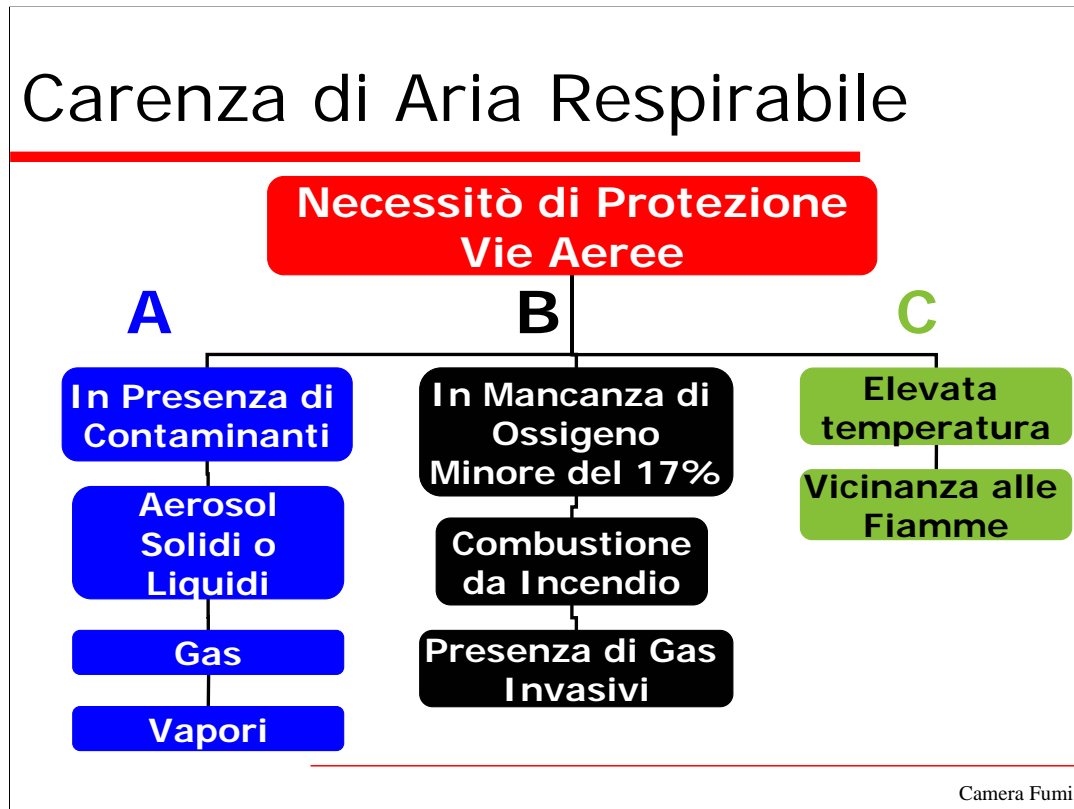 Carenza di Aria Respirabile
Necessitò di Protezione
Vie Aeree
A
B
C
In Presenza di
Contaminanti
Aerosol
Solidi o
Liquidi
Gas
Vapori
In Mancanza di
Ossigeno
Minore del 17%
Combustione
da Incendio
Presenza di Gas
Invasivi
Elevata
temperatura
Vicinanza alle
Fiamme
Camera Fumi